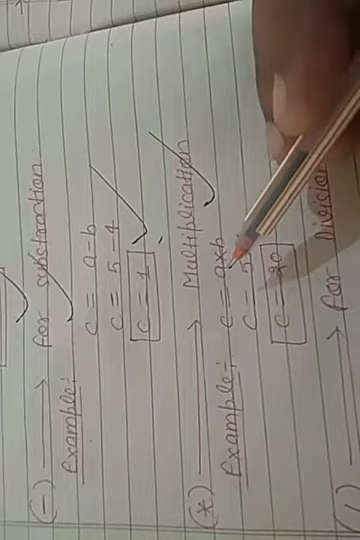 (-) → for substraction
Example:
c = a-b
c = 5-4
c = 1
(*) → Multiplication
Example: c = a×b
c = 5
c = 20
(/) → for Division